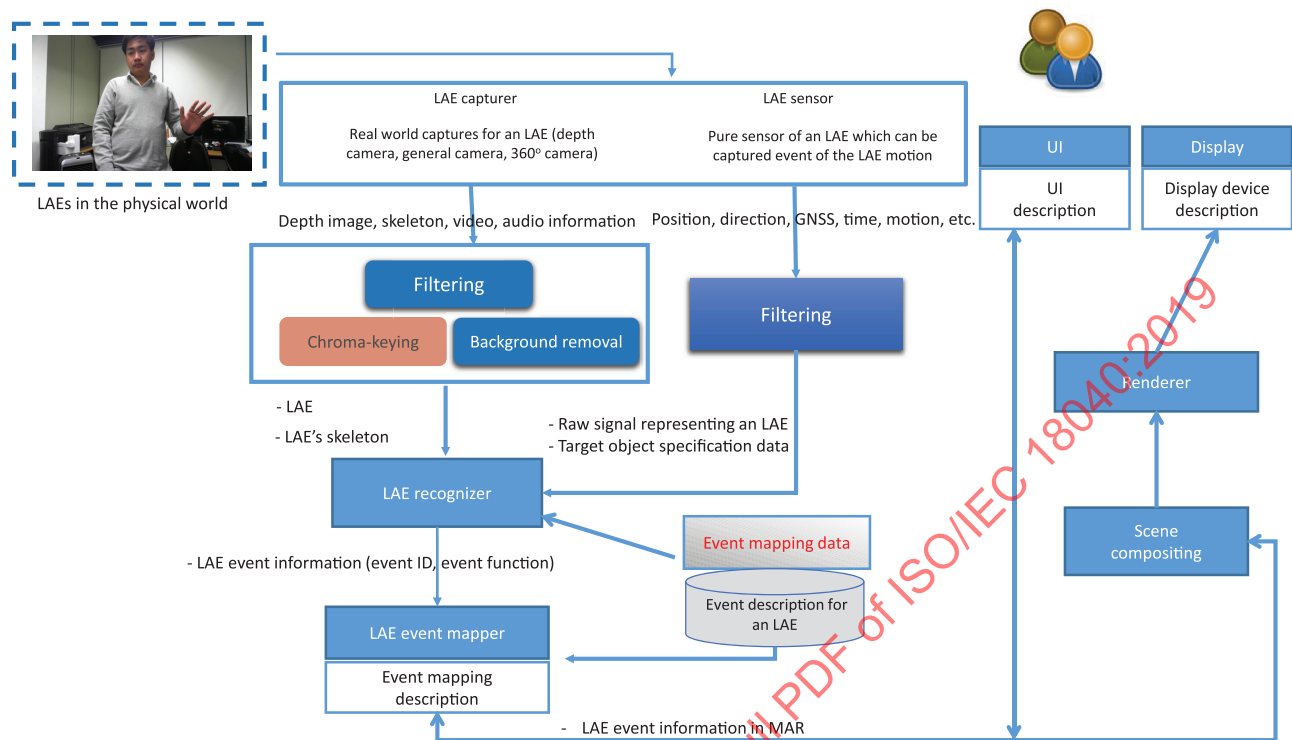 LAE capturer
Real world captures for an LAE (depth
camera, general camera, 360º camera)
LAE sensor
Pure sensor of an LAE which can be
captured event of the LAE motion
LAEs in the physical world
UI
UI
description
Display
Display device
description
Depth image, skeleton, video, audio information
Position, direction, GNSS, time, motion, etc.
Filtering
Chroma-keying
Background removal
Filtering
- LAE
- LAE’s skeleton
- Raw signal representing an LAE
- Target object specification data
Renderer
LAE recognizer
Event mapping data
Scene
compositing
- LAE event information (event ID, event function)
Event description for
an LAE
LAE event mapper
Event mapping
description
- LAE event information in MAR
PDF of ISO/IEC 18040:2019